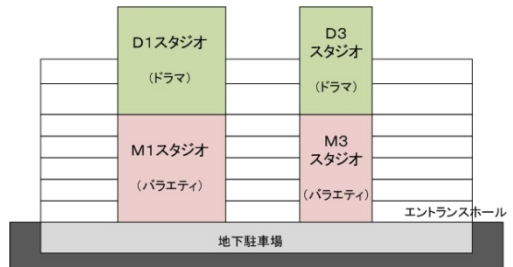 D1スタジオ
(ドラマ)
D3
スタジオ
(ドラマ)
M1スタジオ
(バラエティ)
M3
スタジオ
(バラエティ)
エントランスホール
地下駐車場